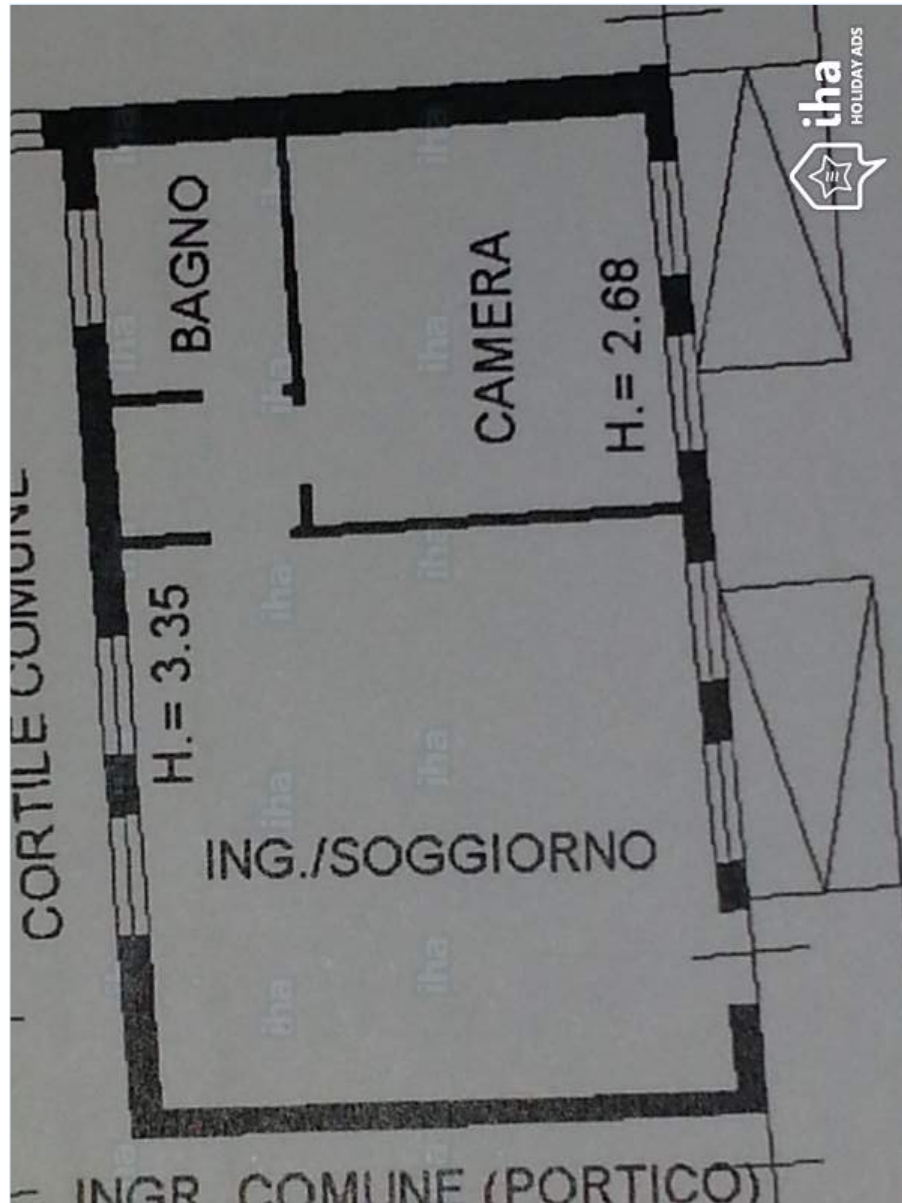 iha
HOLIDAY ADS
BAGNO
CAMERA
H.= 2.68
CORTILE COMUNE
H.= 3.35
ING./SOGGIORNO
INGR. COMUNE (PORTICO)